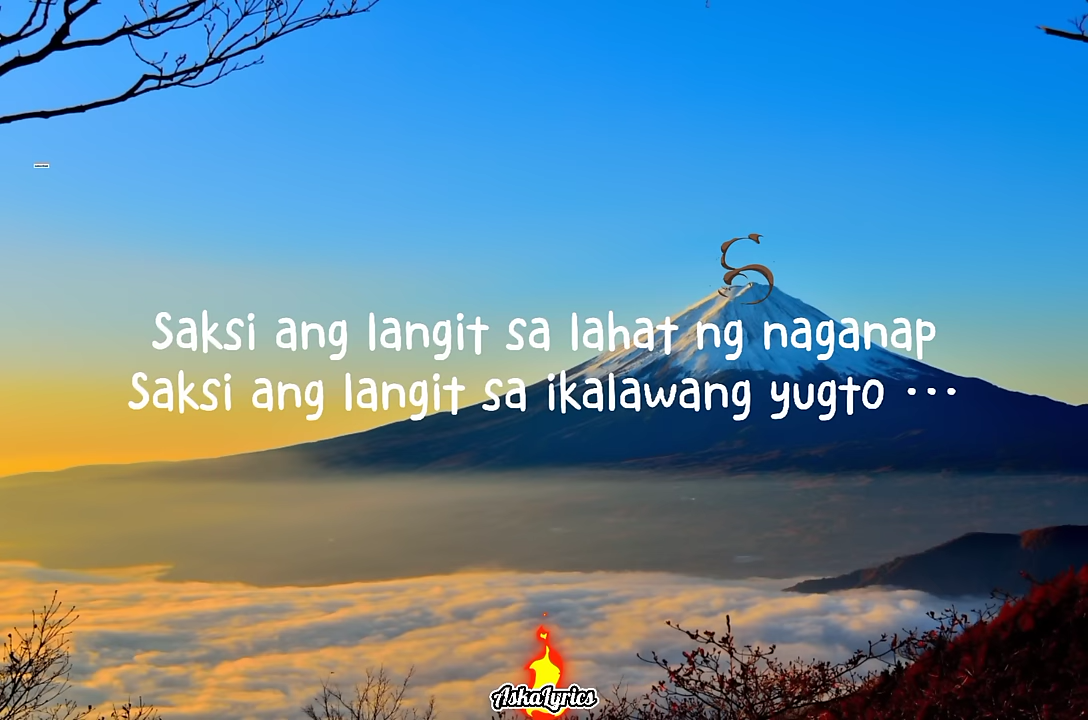 S
Saksi ang langit sa lahat ng naganap
Saksi ang langit sa ikalawang yugto ...
AskaLyrics